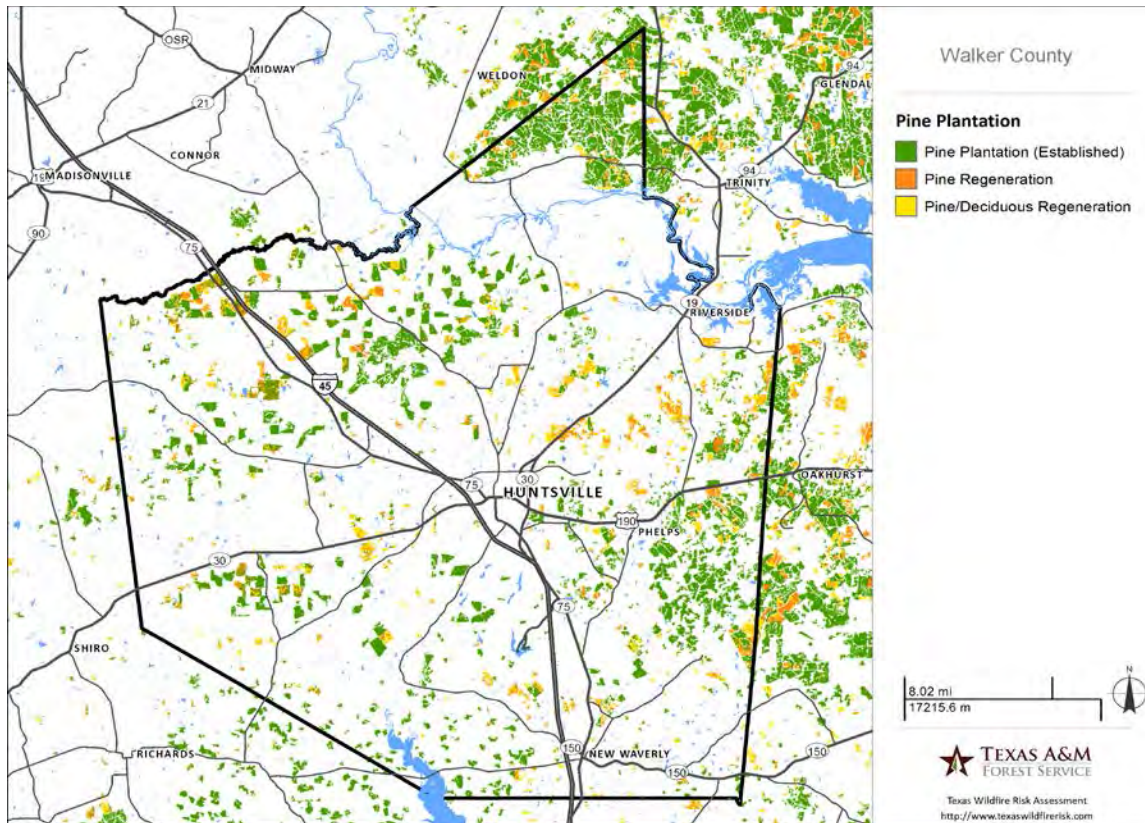 OSR
MIDWAY
WELDON
94
GLENDAL
21
CONNOR
MADISONVILLE
94
TRINITY
90
75
19
RIVERSIDE
45
75
30
HUNTSVILLE
OAKHURST
190
PHELPS
30
75
SHIRO
RICHARDS
150
NEW WAVERLY
150
150
Walker County
Pine Plantation
Pine Plantation (Established)
Pine Regeneration
Pine/Deciduous Regeneration
N
8.02 mi
17215.6 m
TEXAS A&M
FOREST SERVICE
Texas Wildfire Risk Assessment
http://www.texaswildfirerisk.com